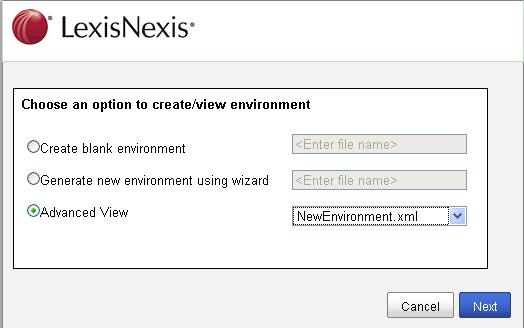 LexisNexis®
Choose an option to create/view environment
Create blank environment <Enter file name>
Generate new environment using wizard <Enter file name>
Advanced View NewEnvironment.xml
Cancel Next